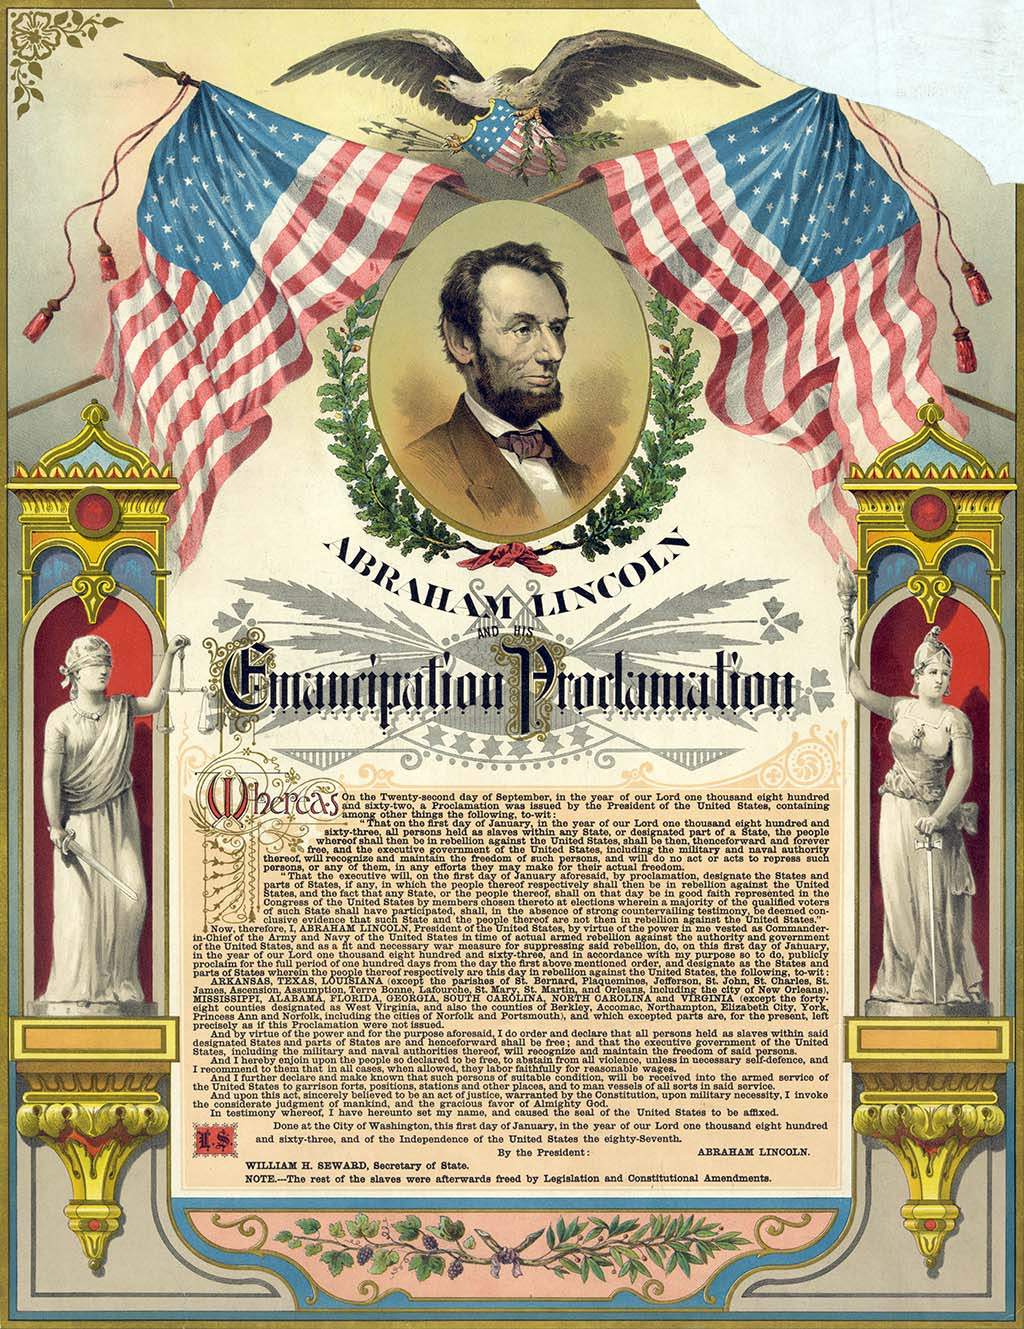 ABRAHAM LINCOLN
AND HIS
Emancipation Proclamation
Whereas On the Twenty-second day of September, in the year of our Lord one thousand eight hundred
and sixty-two, a Proclamation was issued by the President of the United States, containing
among other things the following, to-wit:
"That on the first day of January, in the year of our Lord one thousand eight hundred and
sixty-three, all persons held as slaves within any State, or designated part of a State, the people
whereof shall then be in rebellion against the United States, shall be then, thenceforward and forever
free, and the executive government of the United States, including the military and naval authority
thereof, will recognize and maintain the freedom of such persons, and will do no act or acts to repress such
persons, or any of them, in any efforts they may make for their actual freedom.
"That the executive will, on the first day of January aforesaid, by proclamation, designate the States and
parts of States, if any, in which the people thereof respectively shall then be in rebellion against the United
States, and the fact that any State, or the people thereof, shall on that day be in good faith represented in the
Congress of the United States by members chosen thereto at elections wherein a majority of the qualified voters
of such State shall have participated, shall, in the absence of strong countervailing testimony, be deemed con-
clusive evidence that such State and the people thereof are not then in rebellion against the United States."
Now, therefore, I, ABRAHAM LINCOLN, President of the United States, by virtue of the power in me vested as Commander-
in-Chief of the Army and Navy of the United States in time of actual armed rebellion against the authority and government
of the United States, and as a fit and necessary war measure for suppressing said rebellion, do, on this first day of January,
in the year of our Lord one thousand eight hundred and sixty-three, and in accordance with my purpose so to do, publicly
proclaim for the full period of one hundred days from the day the first above mentioned order, and designate as the States and
parts of States wherein the people thereof respectively are this day in rebellion against the United States, the following, to-wit:
ARKANSAS, TEXAS, LOUISIANA (except the parishes of St. Bernard, Plaquemines, Jefferson, St. John, St. Charles, St.
James, Ascension, Assumption, Terre Bonne, Lafourche, St. Mary, St. Martin, and Orleans, including the city of New Orleans),
MISSISSIPPI, ALABAMA, FLORIDA, GEORGIA, SOUTH CAROLINA, NORTH CAROLINA and VIRGINIA (except the forty-
eight counties designated as West Virginia, and also the counties of Berkley, Accomac, Northampton, Elizabeth City, York,
Princess Ann and Norfolk, including the cities of Norfolk and Portsmouth), and which excepted parts are, for the present, left
precisely as if this Proclamation were not issued.
And by virtue of the power and for the purpose aforesaid, I do order and declare that all persons held as slaves within said
designated States and parts of States are and henceforward shall be free; and that the executive government of the United
States, including the military and naval authorities thereof, will recognize and maintain the freedom of said persons.
And I hereby enjoin upon the people so declared to be free, to abstain from all violence, unless in necessary self-defence, and
I recommend to them that in all cases, when allowed, they labor faithfully for reasonable wages.
And I further declare and make known that such persons of suitable condition, will be received into the armed service of
the United States to garrison forts, positions, stations and other places, and to man vessels of all sorts in said service.
And upon this act, sincerely believed to be an act of justice, warranted by the Constitution, upon military necessity, I invoke
the considerate judgment of mankind, and the gracious favor of Almighty God.
In testimony whereof, I have hereunto set my name, and caused the seal of the United States to be affixed.
L.S. Done at the City of Washington, this first day of January, in the year of our Lord one thousand eight hundred
and sixty-three, and of the Independence of the United States the eighty-Seventh.
By the President: ABRAHAM LINCOLN.
WILLIAM H. SEWARD, Secretary of State.
NOTE.---The rest of the slaves were afterwards freed by Legislation and Constitutional Amendments.